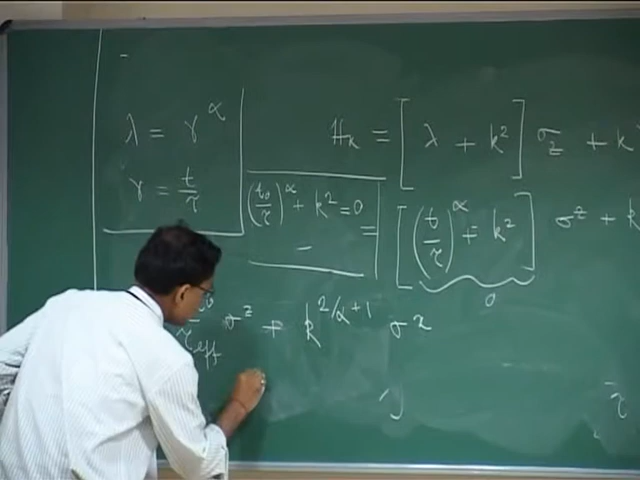 λ = γ^α
γ = t/τ
H_k = [λ + k²] σ_z + k
(t₀/τ)^α + k² = 0
= [(t/τ)^α + k²] σ^z + k
0
τ_eff σ^z + k^{2/α+1} σ^x
τ